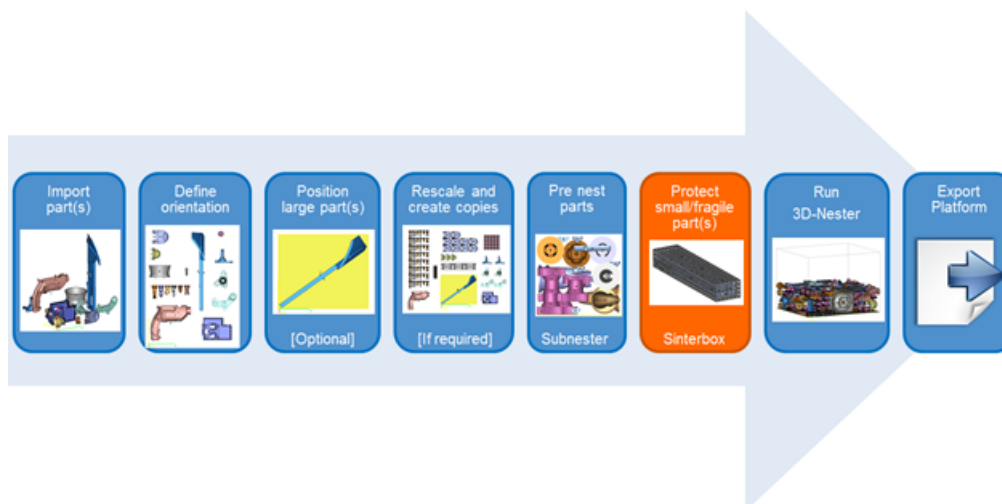 Import
part(s)
Define
orientation
Position
large part(s)
[Optional]
Rescale and
create copies
[If required]
Pre nest
parts
Subnester
Protect
small/fragile
part(s)
Sinterbox
Run
3D-Nester
Export
Platform